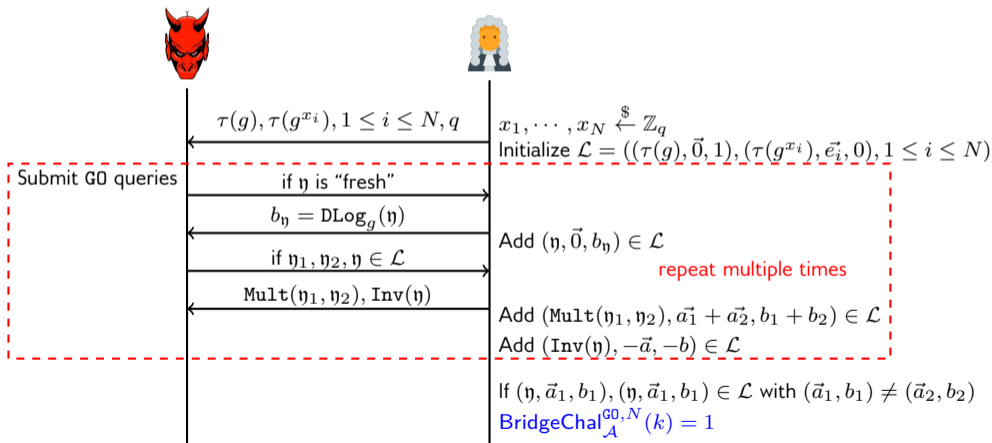 τ(g), τ(g^{x_i}), 1 ≤ i ≤ N, q
x_1, ⋯ , x_N ←$ ℤ_q
Initialize ℒ = ((τ(g), 0⃗, 1), (τ(g^{x_i}), e⃗_i, 0), 1 ≤ i ≤ N)
Submit GO queries
if 𝔶 is “fresh”
b_𝔶 = DLog_g(𝔶)
Add (𝔶, 0⃗, b_𝔶) ∈ ℒ
if 𝔶_1, 𝔶_2, 𝔶 ∈ ℒ
repeat multiple times
Mult(𝔶_1, 𝔶_2), Inv(𝔶)
Add (Mult(𝔶_1, 𝔶_2), a⃗_1 + a⃗_2, b_1 + b_2) ∈ ℒ
Add (Inv(𝔶), −a⃗, −b) ∈ ℒ
If (𝔶, a⃗_1, b_1), (𝔶, a⃗_1, b_1) ∈ ℒ with (a⃗_1, b_1) ≠ (a⃗_2, b_2)
BridgeChal_𝒜^{GO,N}(k) = 1